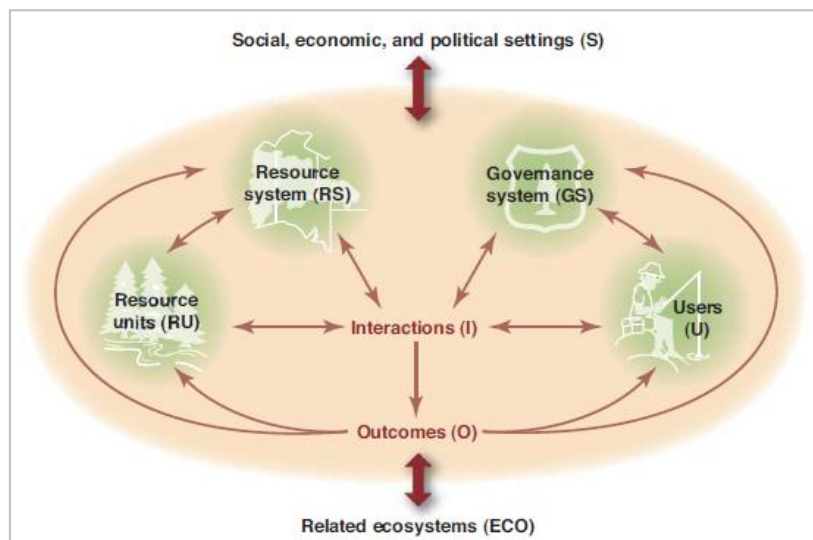 Social, economic, and political settings (S)
Resource
system (RS)
Governance
system (GS)
Resource
units (RU)
Interactions (I)
Users
(U)
Outcomes (O)
Related ecosystems (ECO)